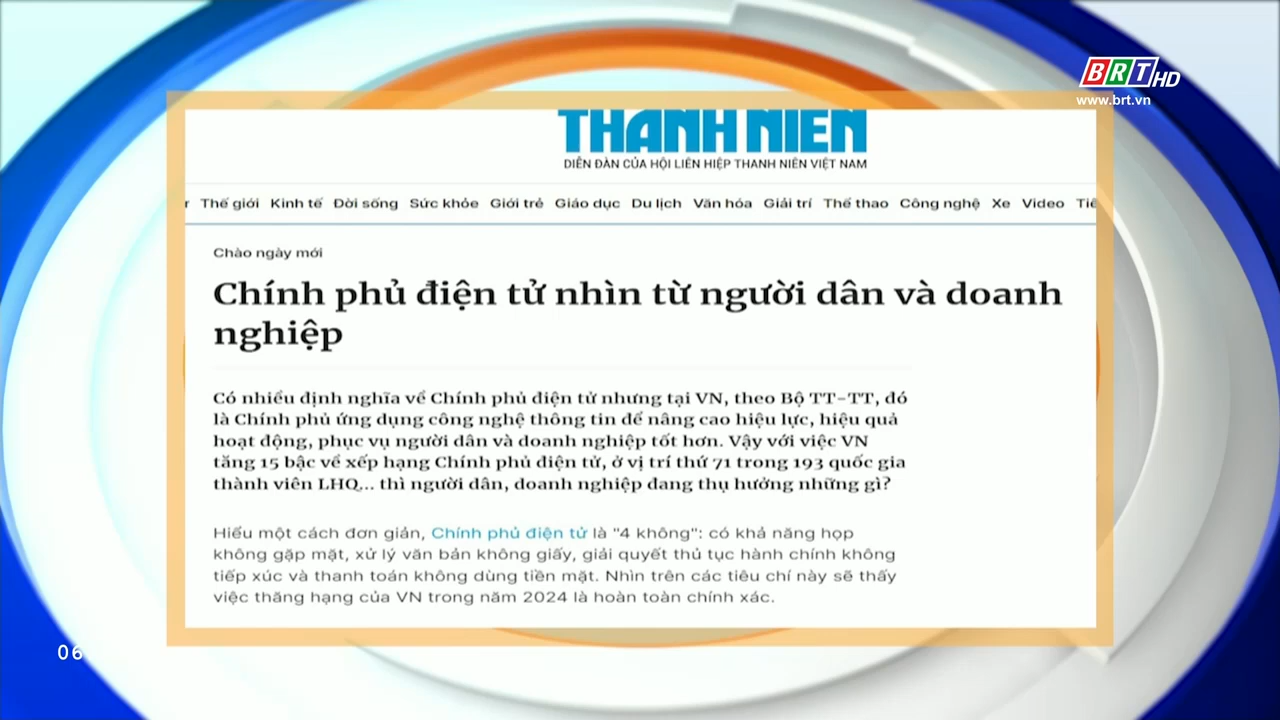 BRT HD
www.brt.vn
THANH NIÊN
DIỄN ĐÀN CỦA HỘI LIÊN HIỆP THANH NIÊN VIỆT NAM
Thế giới Kinh tế Đời sống Sức khỏe Giới trẻ Giáo dục Du lịch Văn hóa Giải trí Thể thao Công nghệ Xe Video
Chào ngày mới
Chính phủ điện tử nhìn từ người dân và doanh
nghiệp
Có nhiều định nghĩa về Chính phủ điện tử nhưng tại VN, theo Bộ TT-TT, đó
là Chính phủ ứng dụng công nghệ thông tin để nâng cao hiệu lực, hiệu quả
hoạt động, phục vụ người dân và doanh nghiệp tốt hơn. Vậy với việc VN
tăng 15 bậc về xếp hạng Chính phủ điện tử, ở vị trí thứ 71 trong 193 quốc gia
thành viên LHQ... thì người dân, doanh nghiệp đang thụ hưởng những gì?
Hiểu một cách đơn giản, Chính phủ điện tử là "4 không": có khả năng họp
không gặp mặt, xử lý văn bản không giấy, giải quyết thủ tục hành chính không
tiếp xúc và thanh toán không dùng tiền mặt. Nhìn trên các tiêu chí này sẽ thấy
việc thăng hạng của VN trong năm 2024 là hoàn toàn chính xác.
06